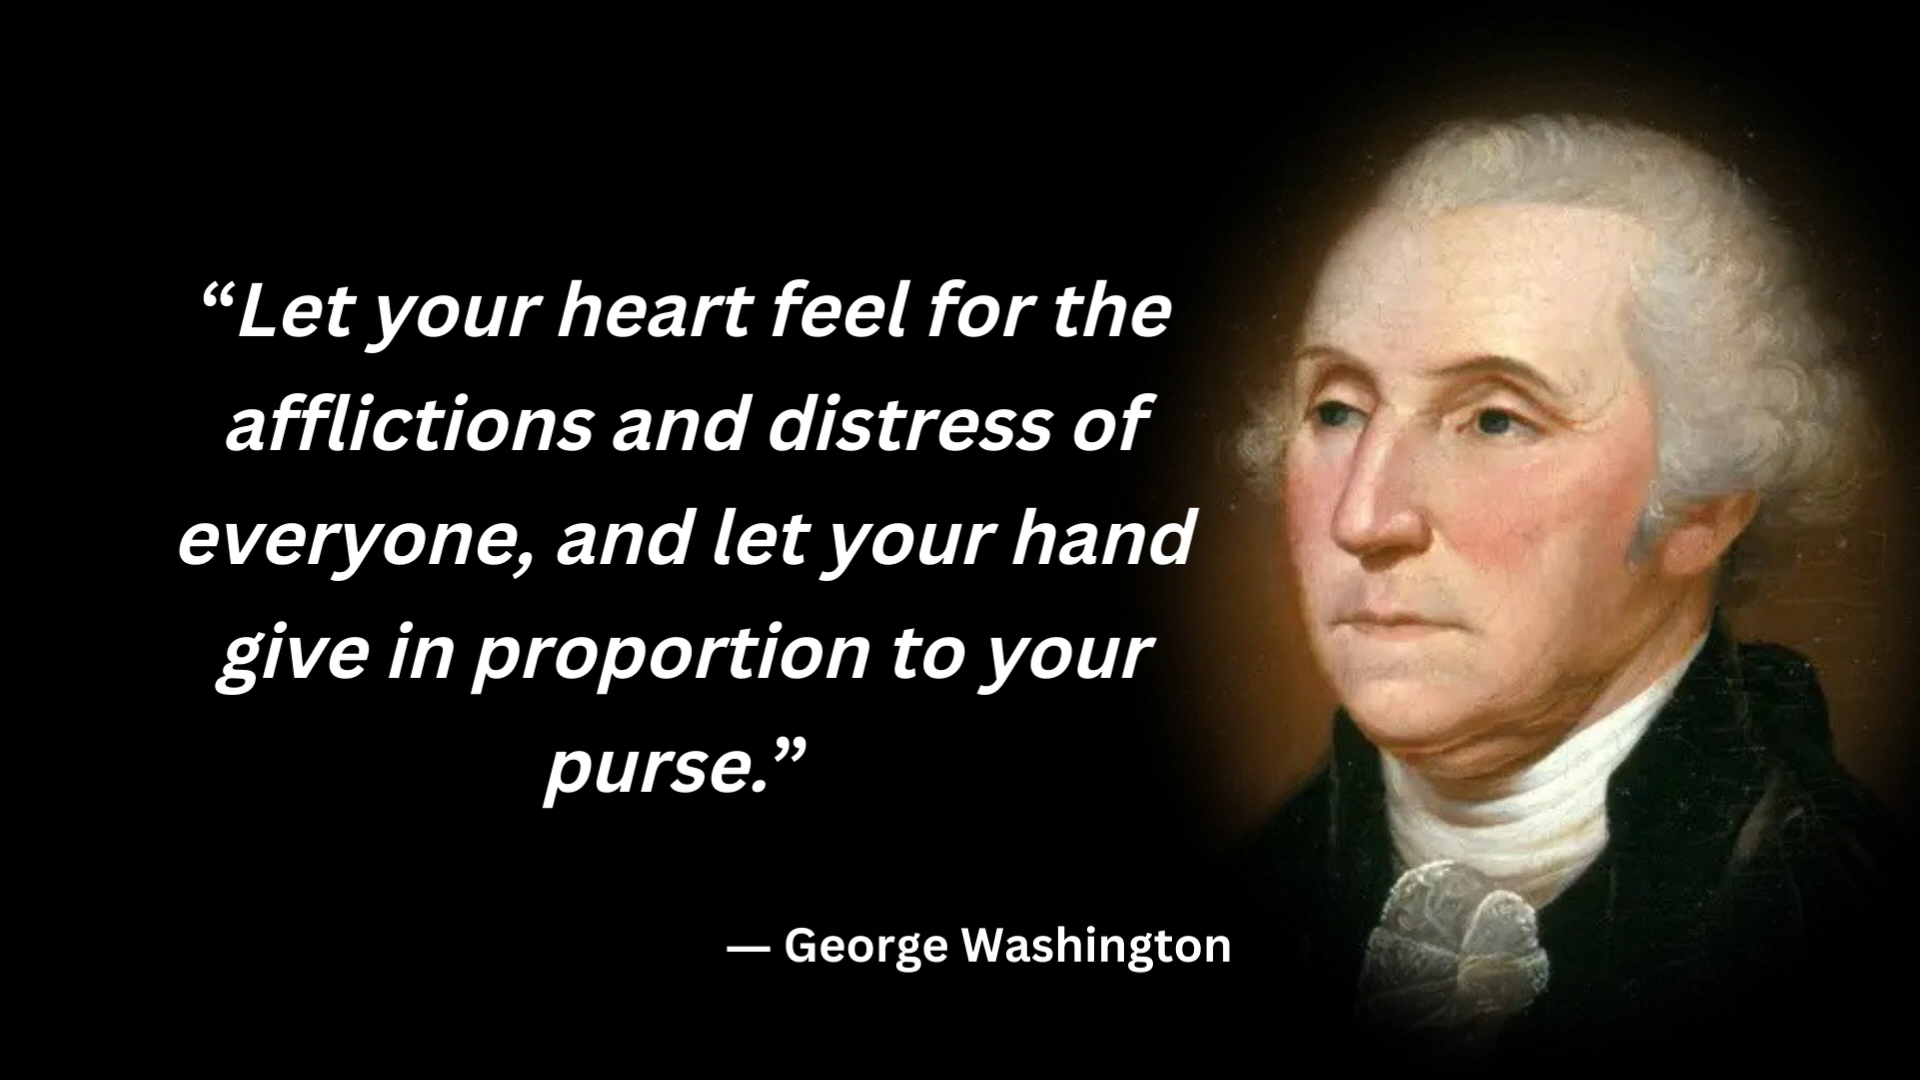 “Let your heart feel for the
afflictions and distress of
everyone, and let your hand
give in proportion to your
purse.”
— George Washington